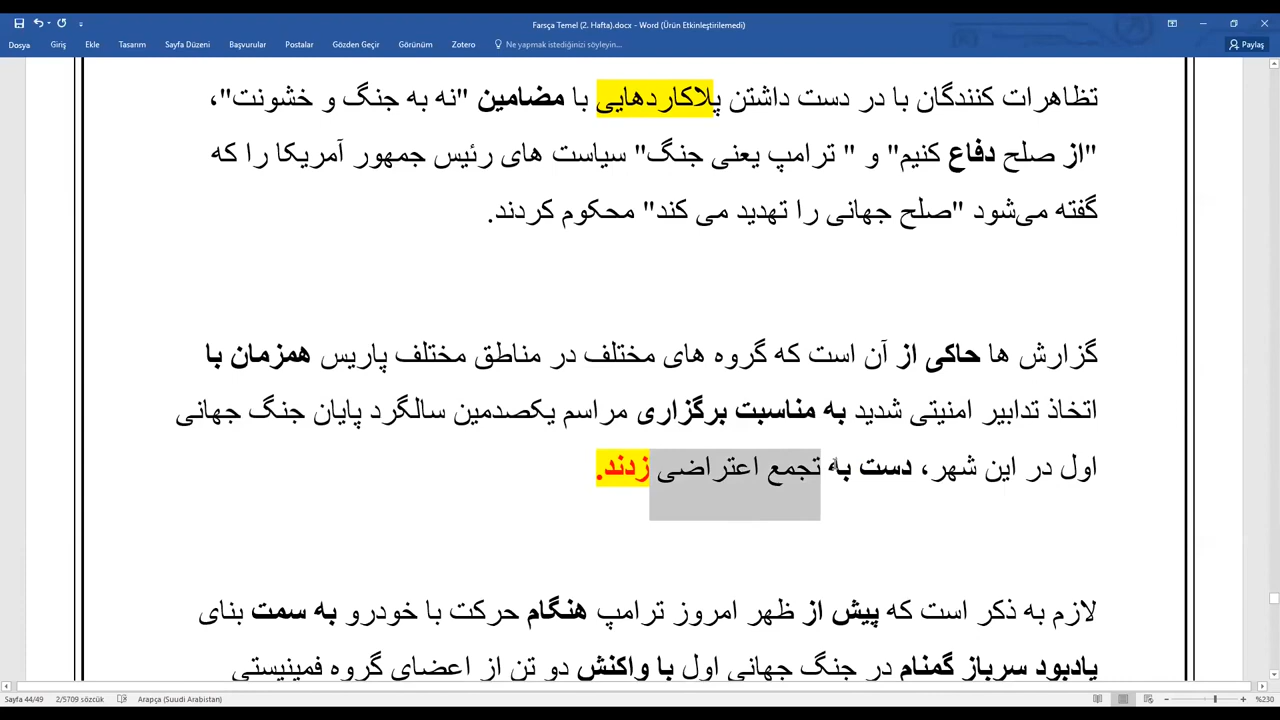 Farsça Temel (2. Hafta).docx - Word (Ürün Etkinleştirilemedi)
Dosya Giriş Ekle Tasarım Sayfa Düzeni Başvurular Postalar Gözden Geçir Görünüm Zotero Ne yapmak istediğinizi söyleyin... Paylaş
تظاهرات کنندگان با در دست داشتن پلاکاردهایی با مضامین "نه به جنگ و خشونت"،
"از صلح دفاع کنیم" و " ترامپ یعنی جنگ" سیاست های رئیس جمهور آمریکا را که
گفته می‌شود "صلح جهانی را تهدید می کند" محکوم کردند.
گزارش ها حاکی از آن است که گروه های مختلف در مناطق مختلف پاریس همزمان با
اتخاذ تدابیر امنیتی شدید به مناسبت برگزاری مراسم یکصدمین سالگرد پایان جنگ جهانی
اول در این شهر، دست به تجمع اعتراضی زدند.
لازم به ذکر است که پیش از ظهر امروز ترامپ هنگام حرکت با خودرو به سمت بنای
یادبود سرباز گمنام در جنگ جهانی اول با واکنش دو تن از اعضای گروه فمینیستی
Sayfa 44/49 2/5709 sözcük Arapça (Suudi Arabistan) %230